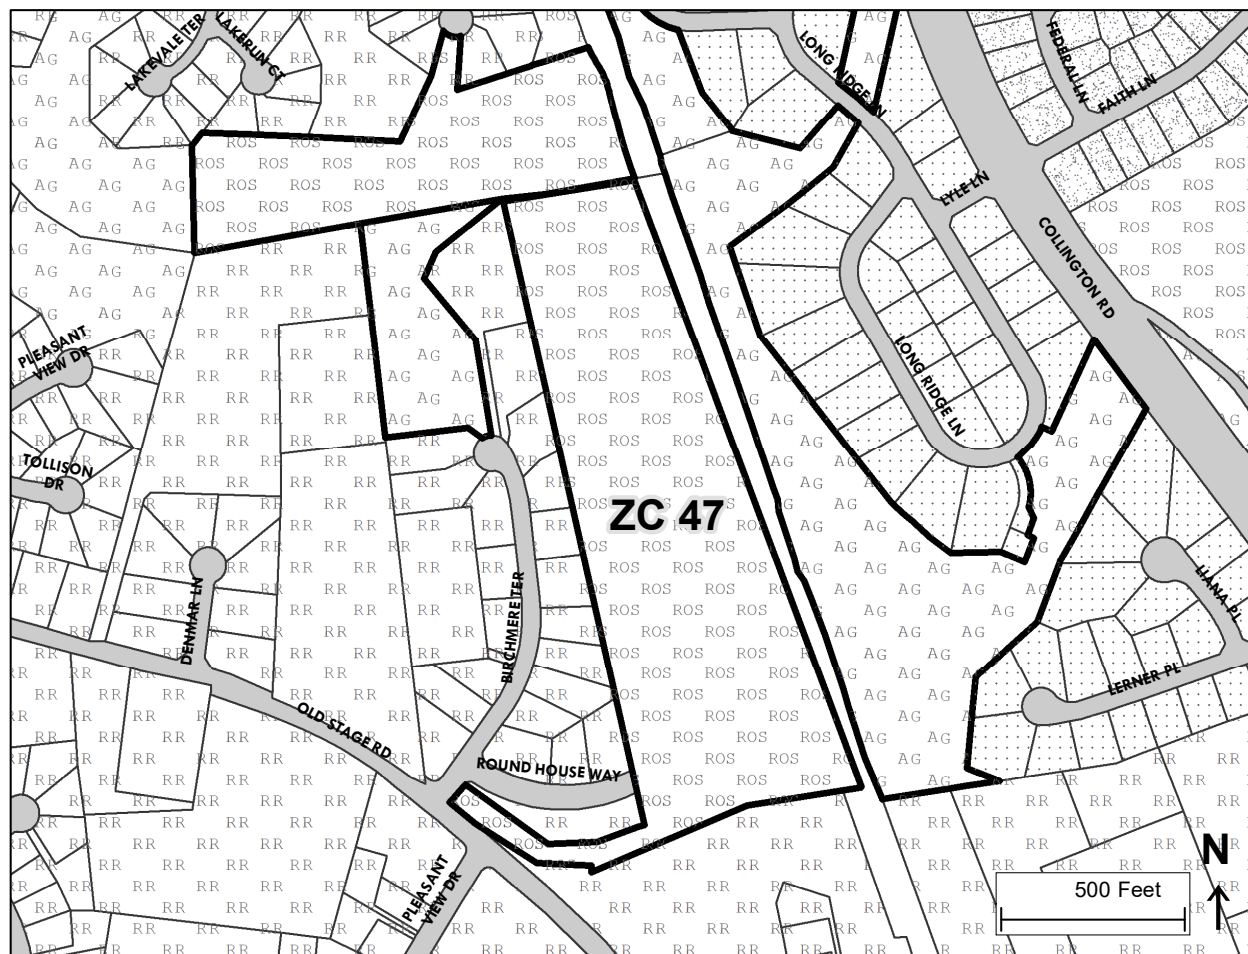 LAKEVALE TER
LAKERUN CT
LONG RIDGE LN
FEDERAL LN
FAITH LN
LYLE LN
COLLINGTON RD
PLEASANT
VIEW DR
LONG RIDGE LN
TOLLISON
DR
ZC 47
DENMAR LN
BIRCHMERE TER
LIANA PL
LERNER PL
OLD STAGE RD
ROUND HOUSE WAY
PLEASANT
VIEW DR
N
500 Feet
AG
RR
ROS